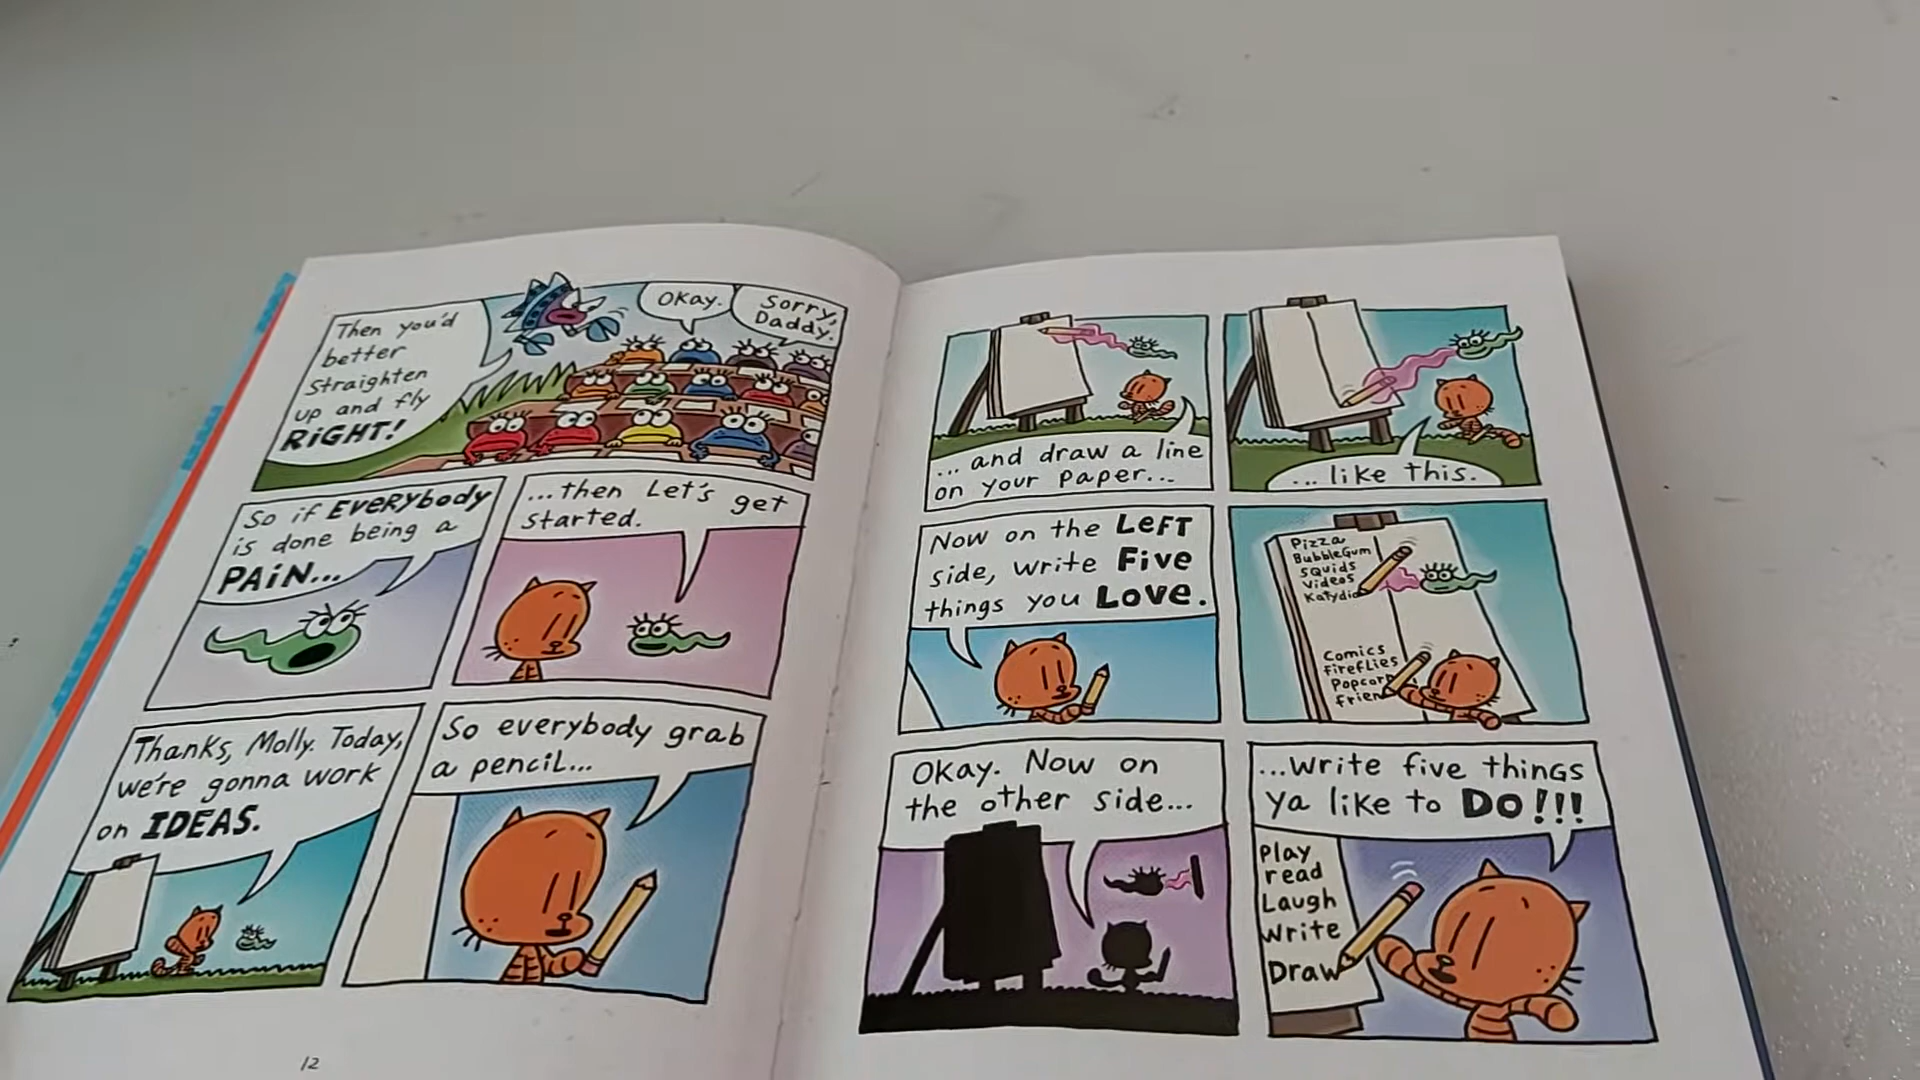 Then you'd
better
straighten
up and fly
RiGHT!
Okay.
Sorry,
Daddy.
So if EVERYbODY
is done being a
PAiN...
...then Let's get
started.
Thanks, Molly. Today,
we're gonna work
on IDEAS.
So everybody grab
a pencil...
12
... and draw a line
on your paper...
... like this.
Now on the LEFT
side, write Five
things you LOVE.
Pizza
BubbleGum
Squids
Videos
Katydid
Comics
Fireflies
Popcorn
Frien
Okay. Now on
the other side...
...write five things
ya like to DO!!!
Play
read
Laugh
Write
Draw